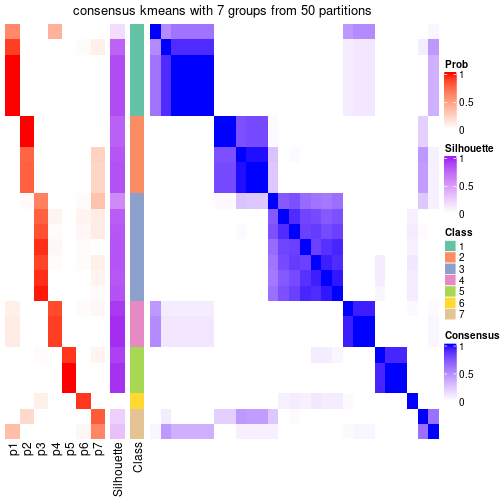 consensus kmeans with 7 groups from 50 partitions
p1
p2
p3
p4
p5
p6
p7
Silhouette
Class
Prob
1
0.5
0
Silhouette
1
0.5
0
Class
1
2
3
4
5
6
7
Consensus
1
0.5
0